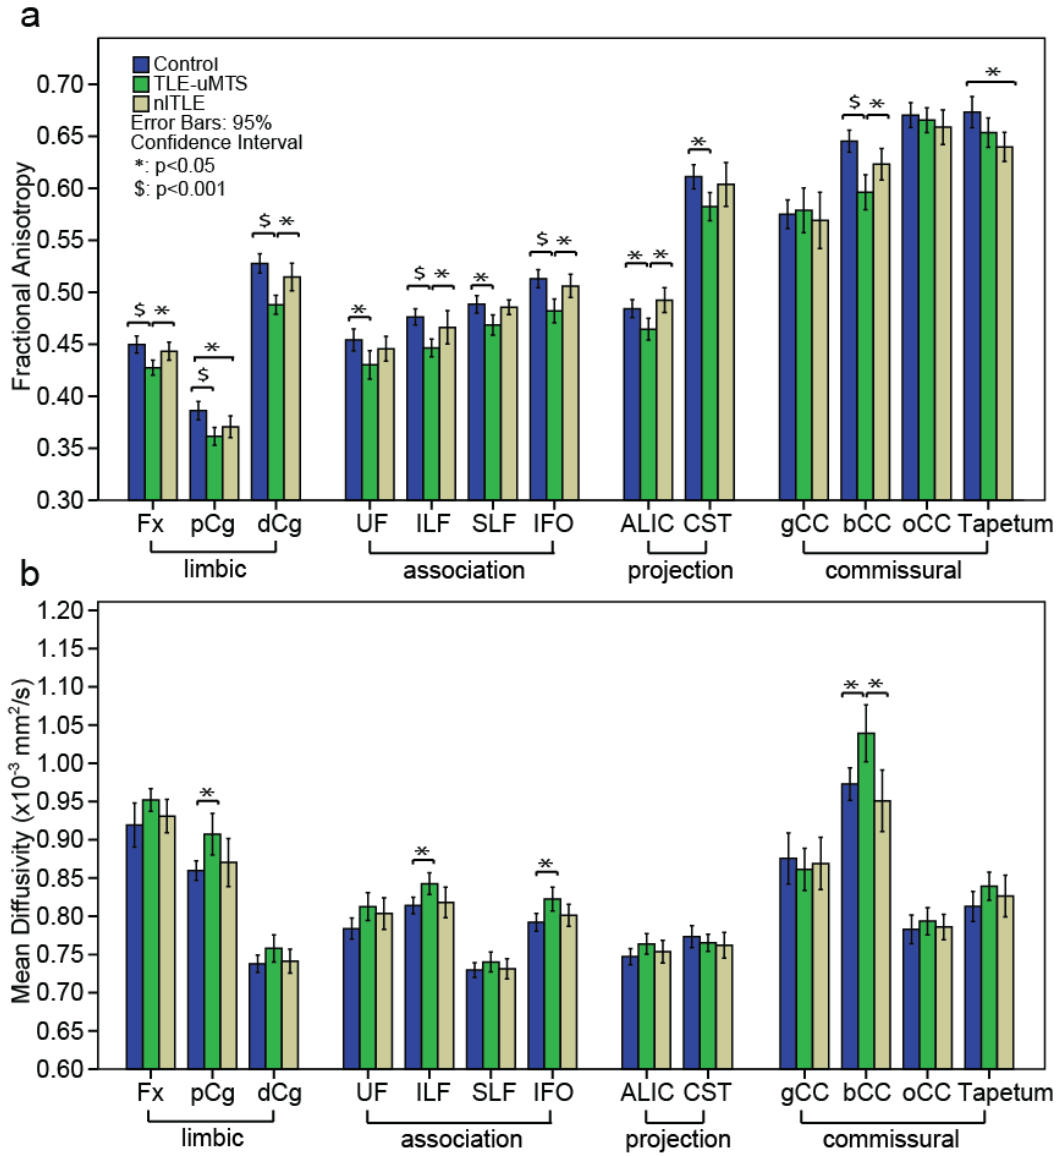 a
Control
TLE-uMTS
nlTLE
Error Bars: 95%
Confidence Interval
*: p<0.05
$: p<0.001
Fractional Anisotropy
0.70
0.65
0.60
0.55
0.50
0.45
0.40
0.35
0.30
$ *
* $
$ *
*
$ *
*
$ *
* *
*
$ *
*
Fx pCg dCg UF ILF SLF IFO ALIC CST gCC bCC oCC Tapetum
limbic association projection commissural
b
Mean Diffusivity (x10⁻³ mm²/s)
1.20
1.15
1.10
1.05
1.00
0.95
0.90
0.85
0.80
0.75
0.70
0.65
0.60
*
*
*
* *
Fx pCg dCg UF ILF SLF IFO ALIC CST gCC bCC oCC Tapetum
limbic association projection commissural